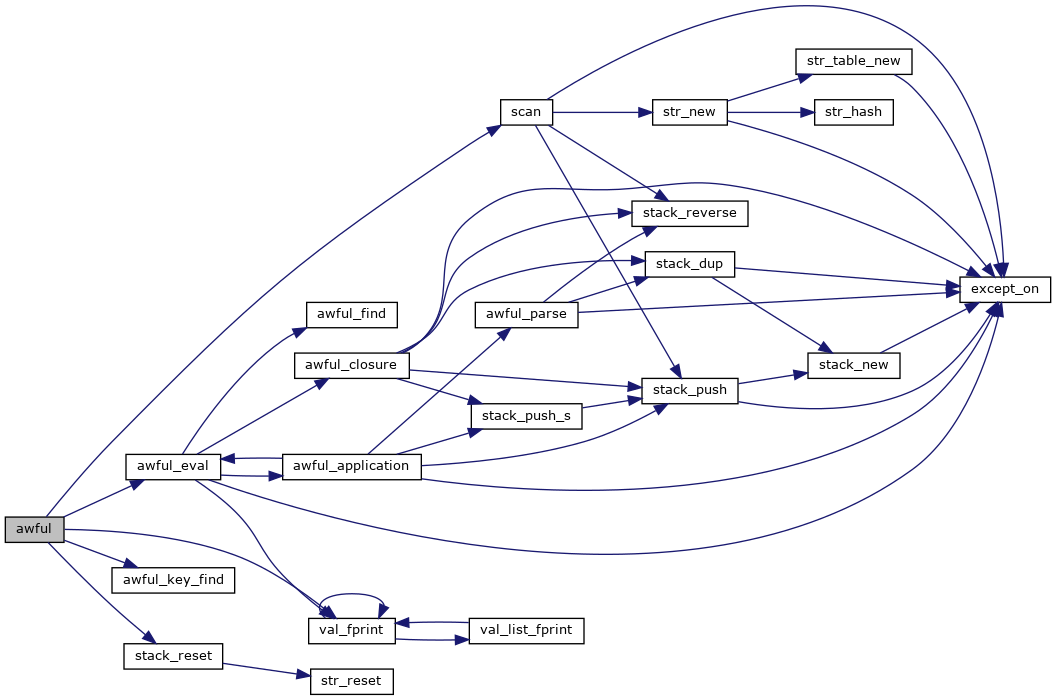 str_table_new
scan
str_new
str_hash
stack_reverse
stack_dup
except_on
awful_find
awful_parse
awful_closure
stack_new
stack_push
stack_push_s
awful_eval
awful_application
awful
awful_key_find
val_fprint
val_list_fprint
stack_reset
str_reset